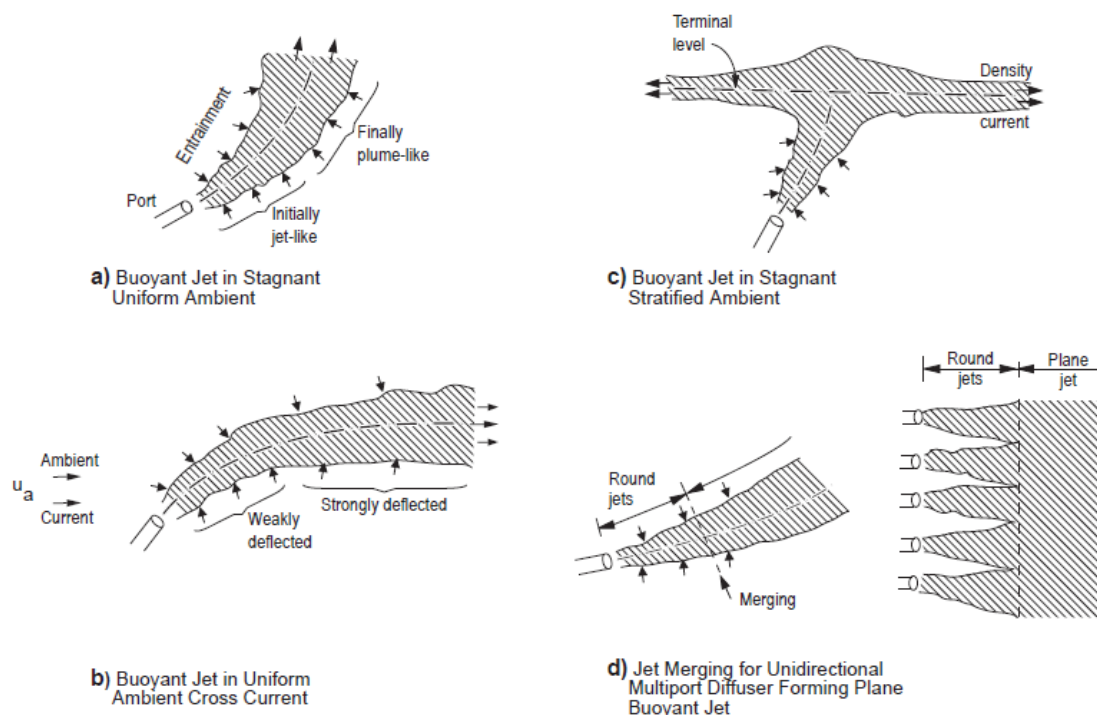 Entrainment
Port
Initially
jet-like
Finally
plume-like
a) Buoyant Jet in Stagnant
Uniform Ambient
Terminal
level
Density
current
c) Buoyant Jet in Stagnant
Stratified Ambient
Ambient
ua
Current
Weakly
deflected
Strongly deflected
b) Buoyant Jet in Uniform
Ambient Cross Current
Round
jets
Merging
Round
jets
Plane
jet
d) Jet Merging for Unidirectional
Multiport Diffuser Forming Plane
Buoyant Jet